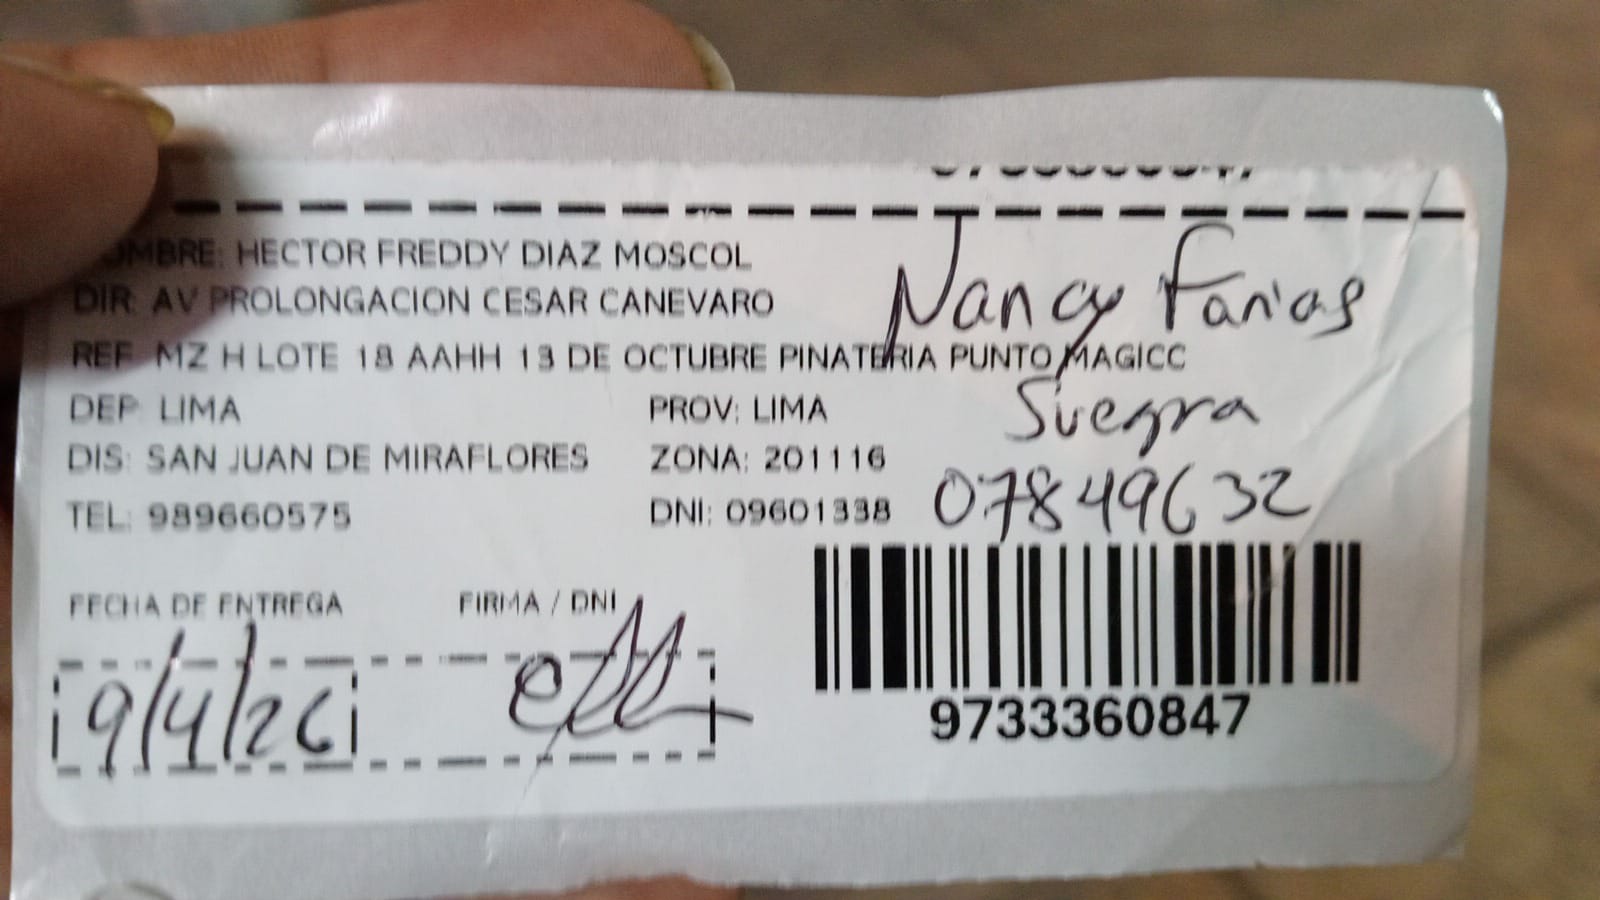 NOMBRE: HECTOR FREDDY DIAZ MOSCOL
DIR: AV PROLONGACION CESAR CANEVARO
Nancy Farias
REF: MZ H LOTE 18 AAHH 13 DE OCTUBRE PINATERIA PUNTO MAGICC
DEP: LIMA PROV: LIMA
Suegra
DIS: SAN JUAN DE MIRAFLORES ZONA: 201116
TEL: 989660575 DNI: 09601338
07849632
FECHA DE ENTREGA FIRMA / DNI
9/4/26
9733360847